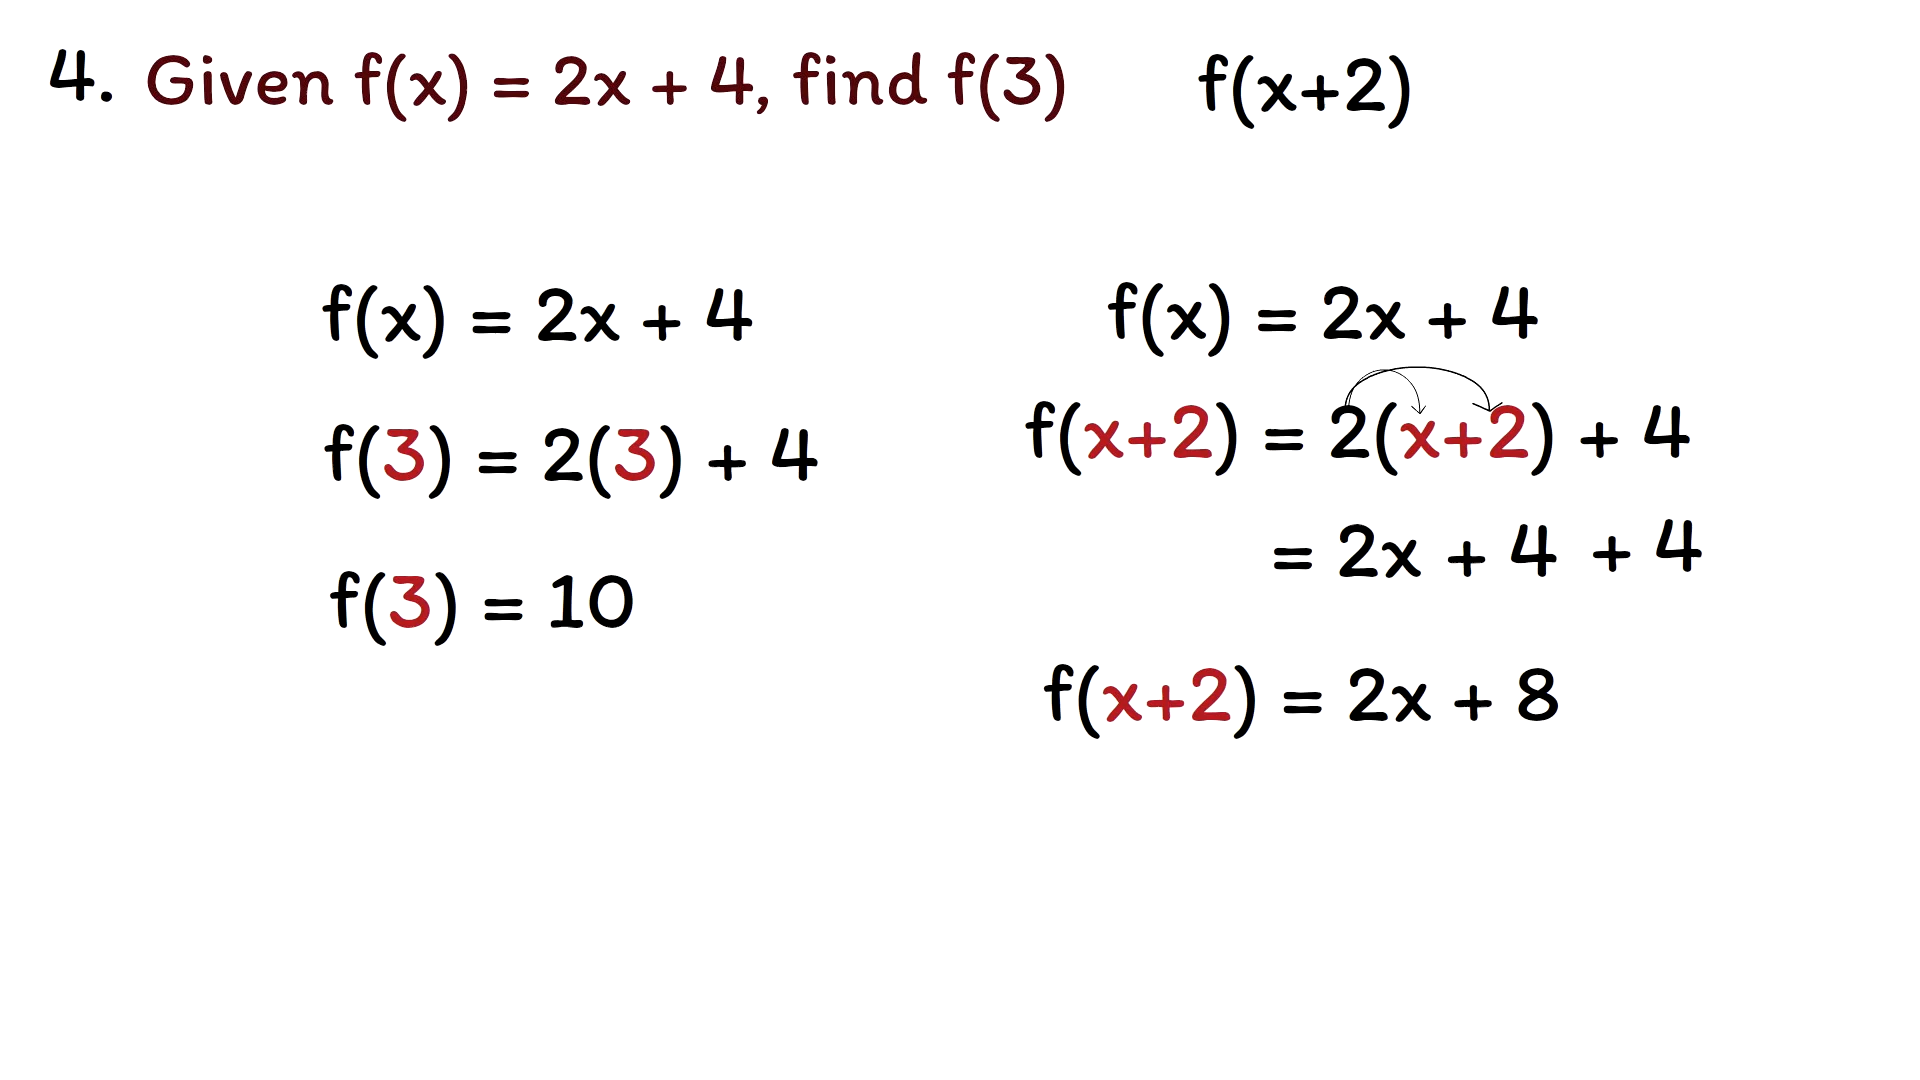 4. Given f(x) = 2x + 4, find f(3) f(x+2)
f(x) = 2x + 4
f(3) = 2(3) + 4
f(3) = 10
f(x) = 2x + 4
f(x+2) = 2(x+2) + 4
= 2x + 4 + 4
f(x+2) = 2x + 8